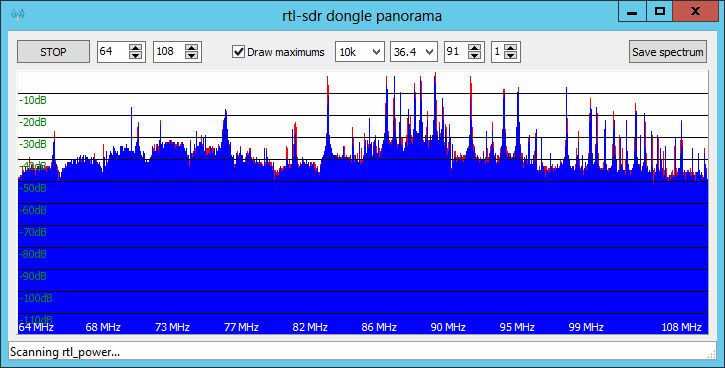 rtl-sdr dongle panorama
STOP 64 108 Draw maximums 10k 36.4 91 1 Save spectrum
-10dB
-20dB
-30dB
-40dB
-50dB
-60dB
-70dB
-80dB
-90dB
-100dB
-110dB
64 MHz 68 MHz 73 MHz 77 MHz 82 MHz 86 MHz 90 MHz 95 MHz 99 MHz 108 MHz
Scanning rtl_power...